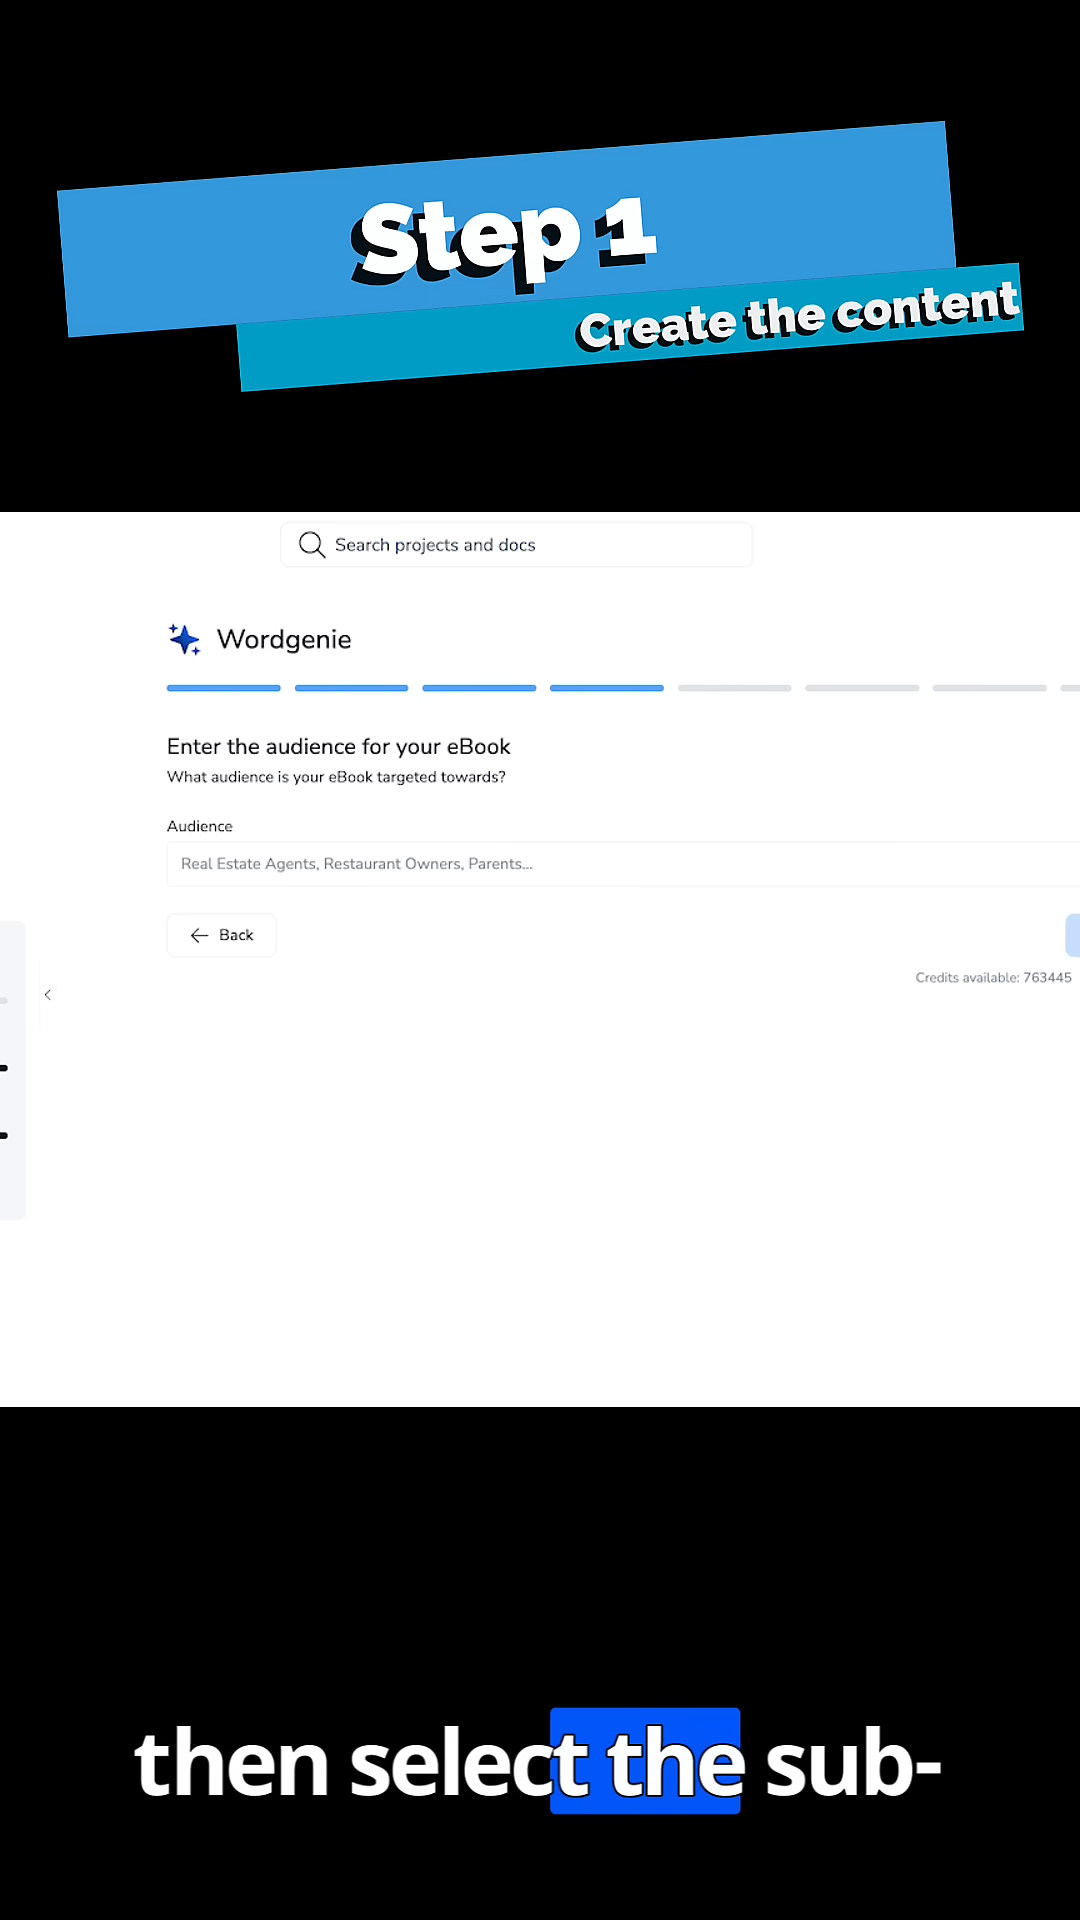 Step 1
Create the content
Search projects and docs
Wordgenie
Enter the audience for your eBook
What audience is your eBook targeted towards?
Audience
Real Estate Agents, Restaurant Owners, Parents...
Back
Credits available: 763445
then select the sub-